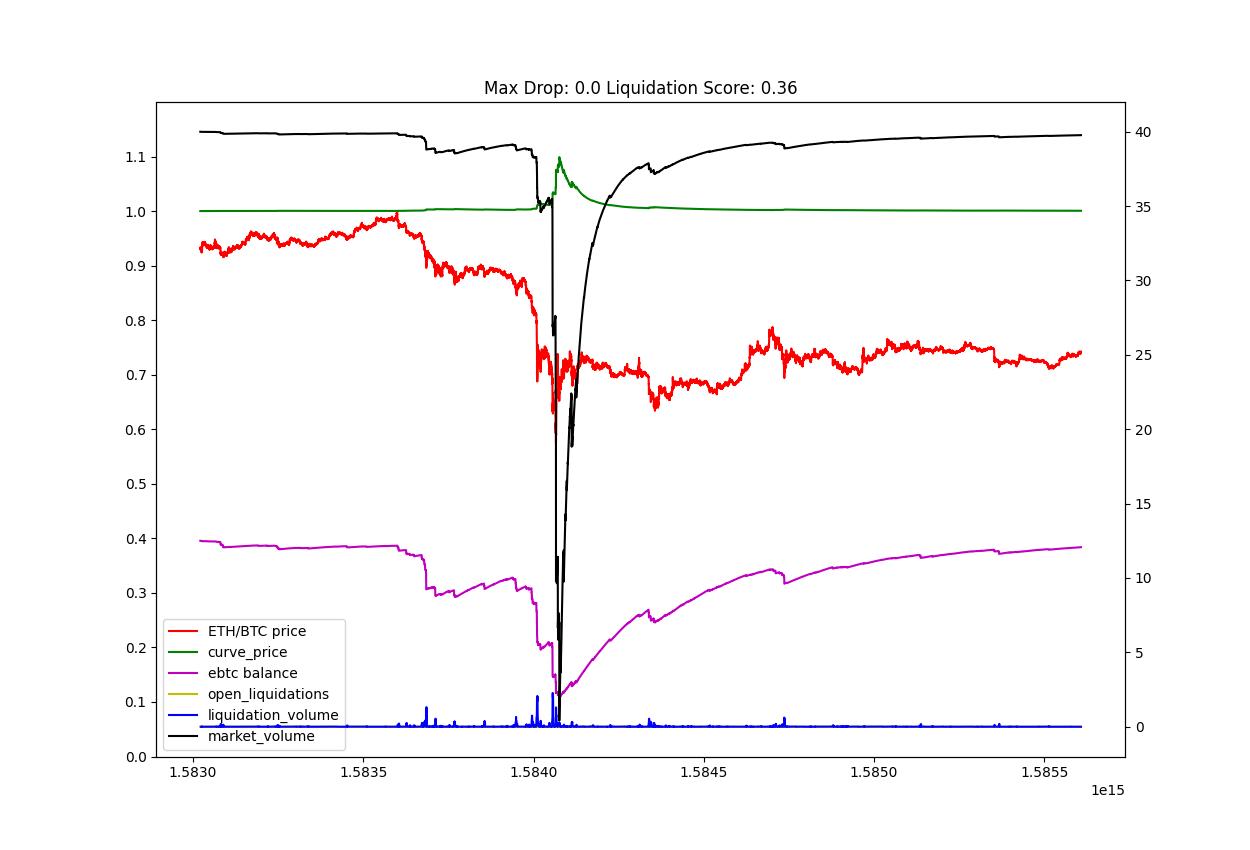 Max Drop: 0.0 Liquidation Score: 0.36
1.1
1.0
0.9
0.8
0.7
0.6
0.5
0.4
0.3
0.2
0.1
0.0
40
35
30
25
20
15
10
5
0
ETH/BTC price
curve_price
ebtc balance
open_liquidations
liquidation_volume
market_volume
1.5830 1.5835 1.5840 1.5845 1.5850 1.5855
1e15